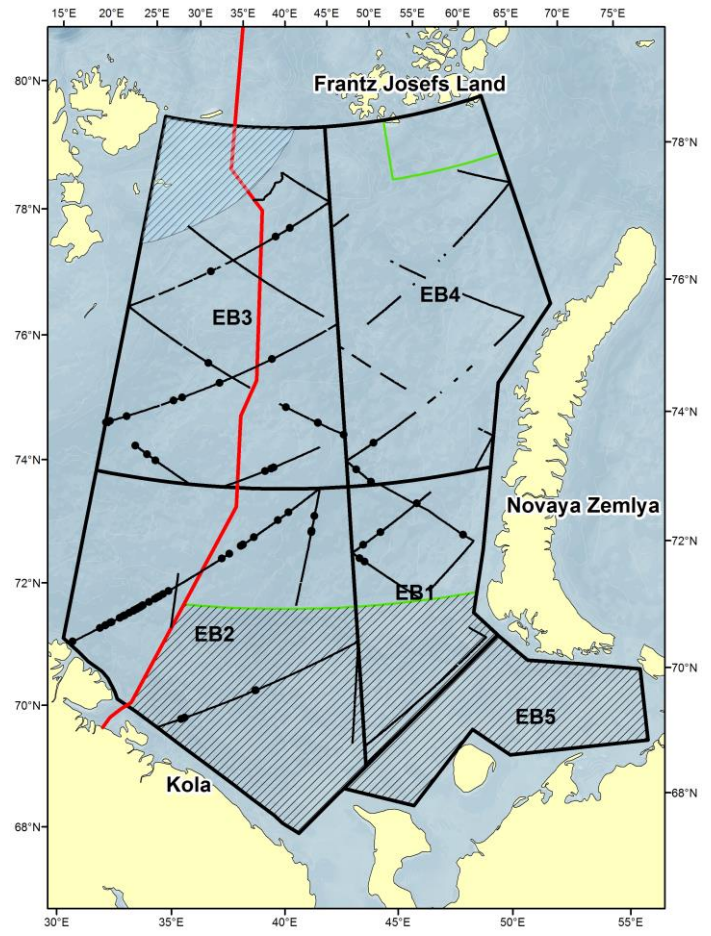 15°E 20°E 25°E 30°E 35°E 40°E 45°E 50°E 55°E 60°E 65°E 70°E 75°E
80°N
Frantz Josefs Land
78°N
78°N
EB4
76°N
EB3
76°N
74°N
74°N
Novaya Zemlya
72°N
72°N
EB1
EB2
70°N
70°N
EB5
Kola
68°N
68°N
30°E 35°E 40°E 45°E 50°E 55°E